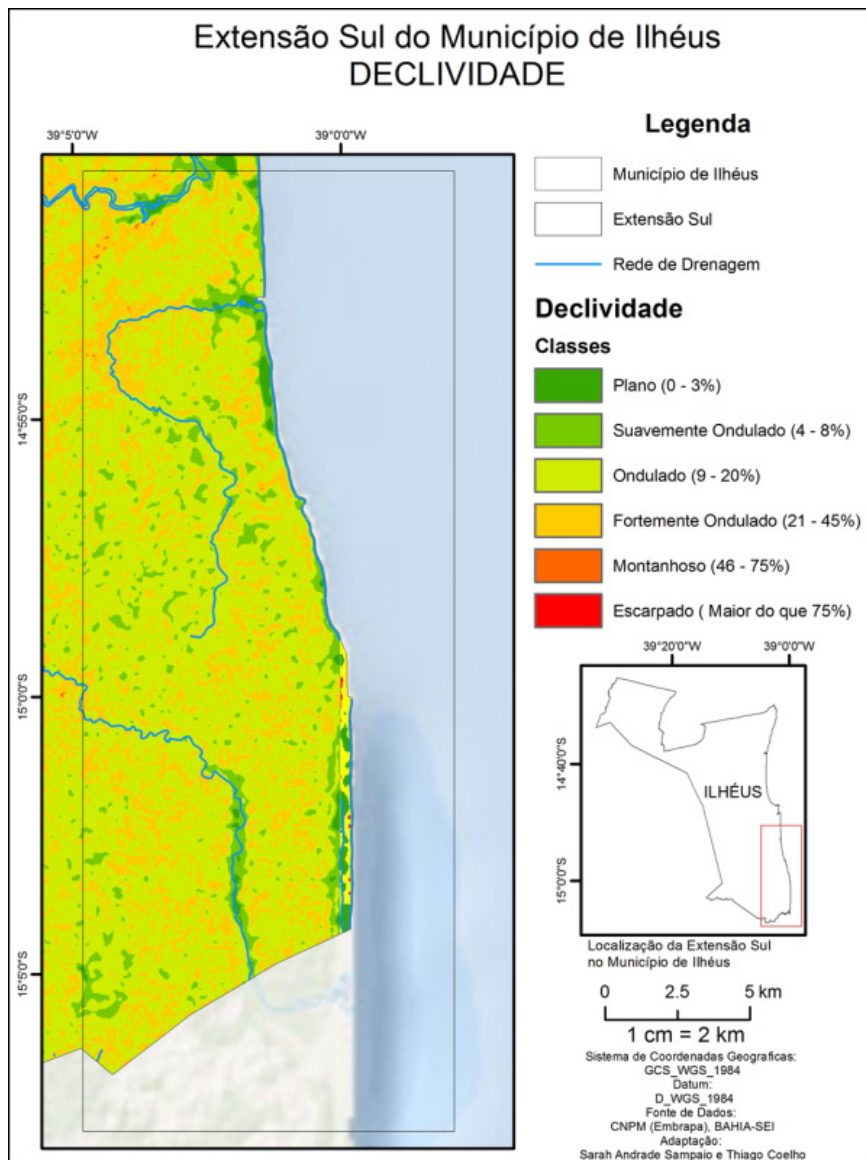 Extensão Sul do Município de Ilhéus
DECLIVIDADE
39°5'0"W
39°0'0"W
14°55'0"S
15°0'0"S
15°5'0"S
Legenda
Município de Ilhéus
Extensão Sul
Rede de Drenagem
Declividade
Classes
Plano (0 - 3%)
Suavemente Ondulado (4 - 8%)
Ondulado (9 - 20%)
Fortemente Ondulado (21 - 45%)
Montanhoso (46 - 75%)
Escarpado ( Maior do que 75%)
39°20'0"W
39°0'0"W
14°40'0"S
15°0'0"S
ILHÉUS
Localização da Extensão Sul
no Município de Ilhéus
0 2.5 5 km
1 cm = 2 km
Sistema de Coordenadas Geograficas:
GCS_WGS_1984
Datum:
D_WGS_1984
Fonte de Dados:
CNPM (Embrapa), BAHIA-SEI
Adaptação:
Sarah Andrade Sampaio e Thiago Coelho